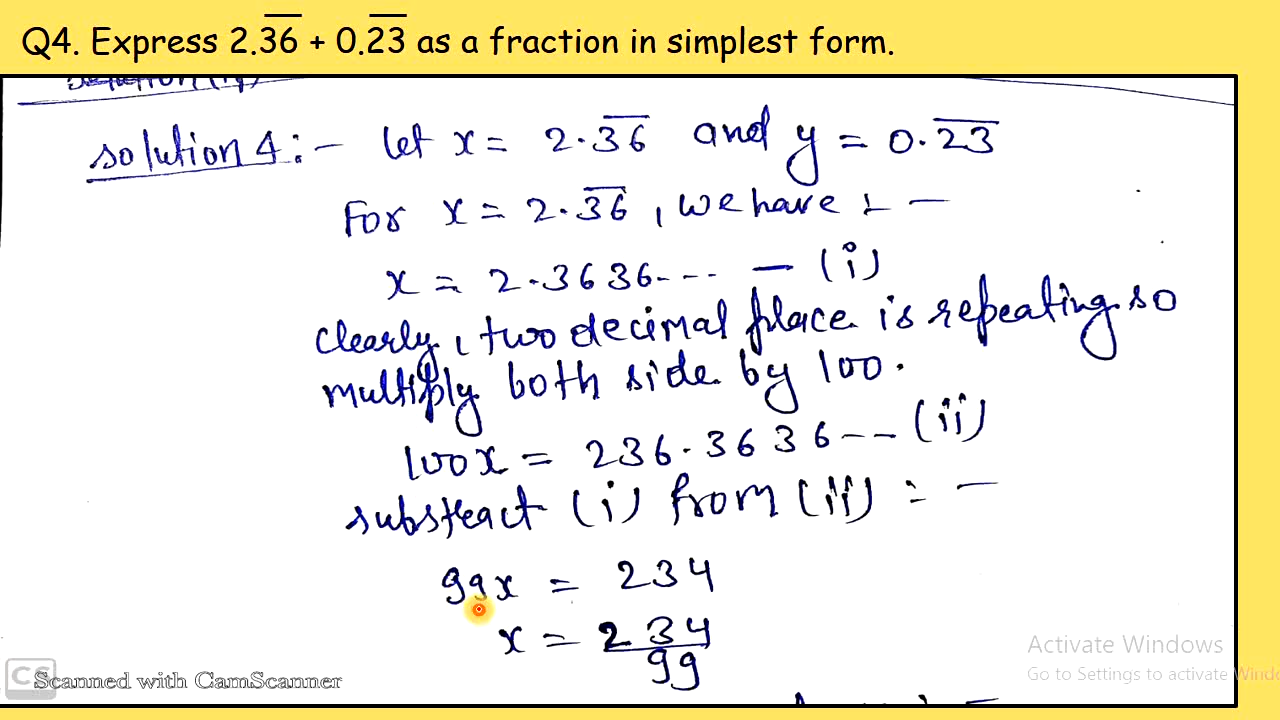 Q4. Express 2.3̅6̅ + 0.2̅3̅ as a fraction in simplest form.
solution 4:- let x = 2.3̅6̅ and y = 0.2̅3̅
For x = 2.3̅6̅, we have :-
x = 2.3636---- — (i)
clearly, two decimal place is repeating so
multiply both side by 100.
100x = 236.3636-- (ii)
substract (i) from (ii) :-
99x = 234
x = 234
99
Activate Windows
Go to Settings to activate Windo
CS Scanned with CamScanner